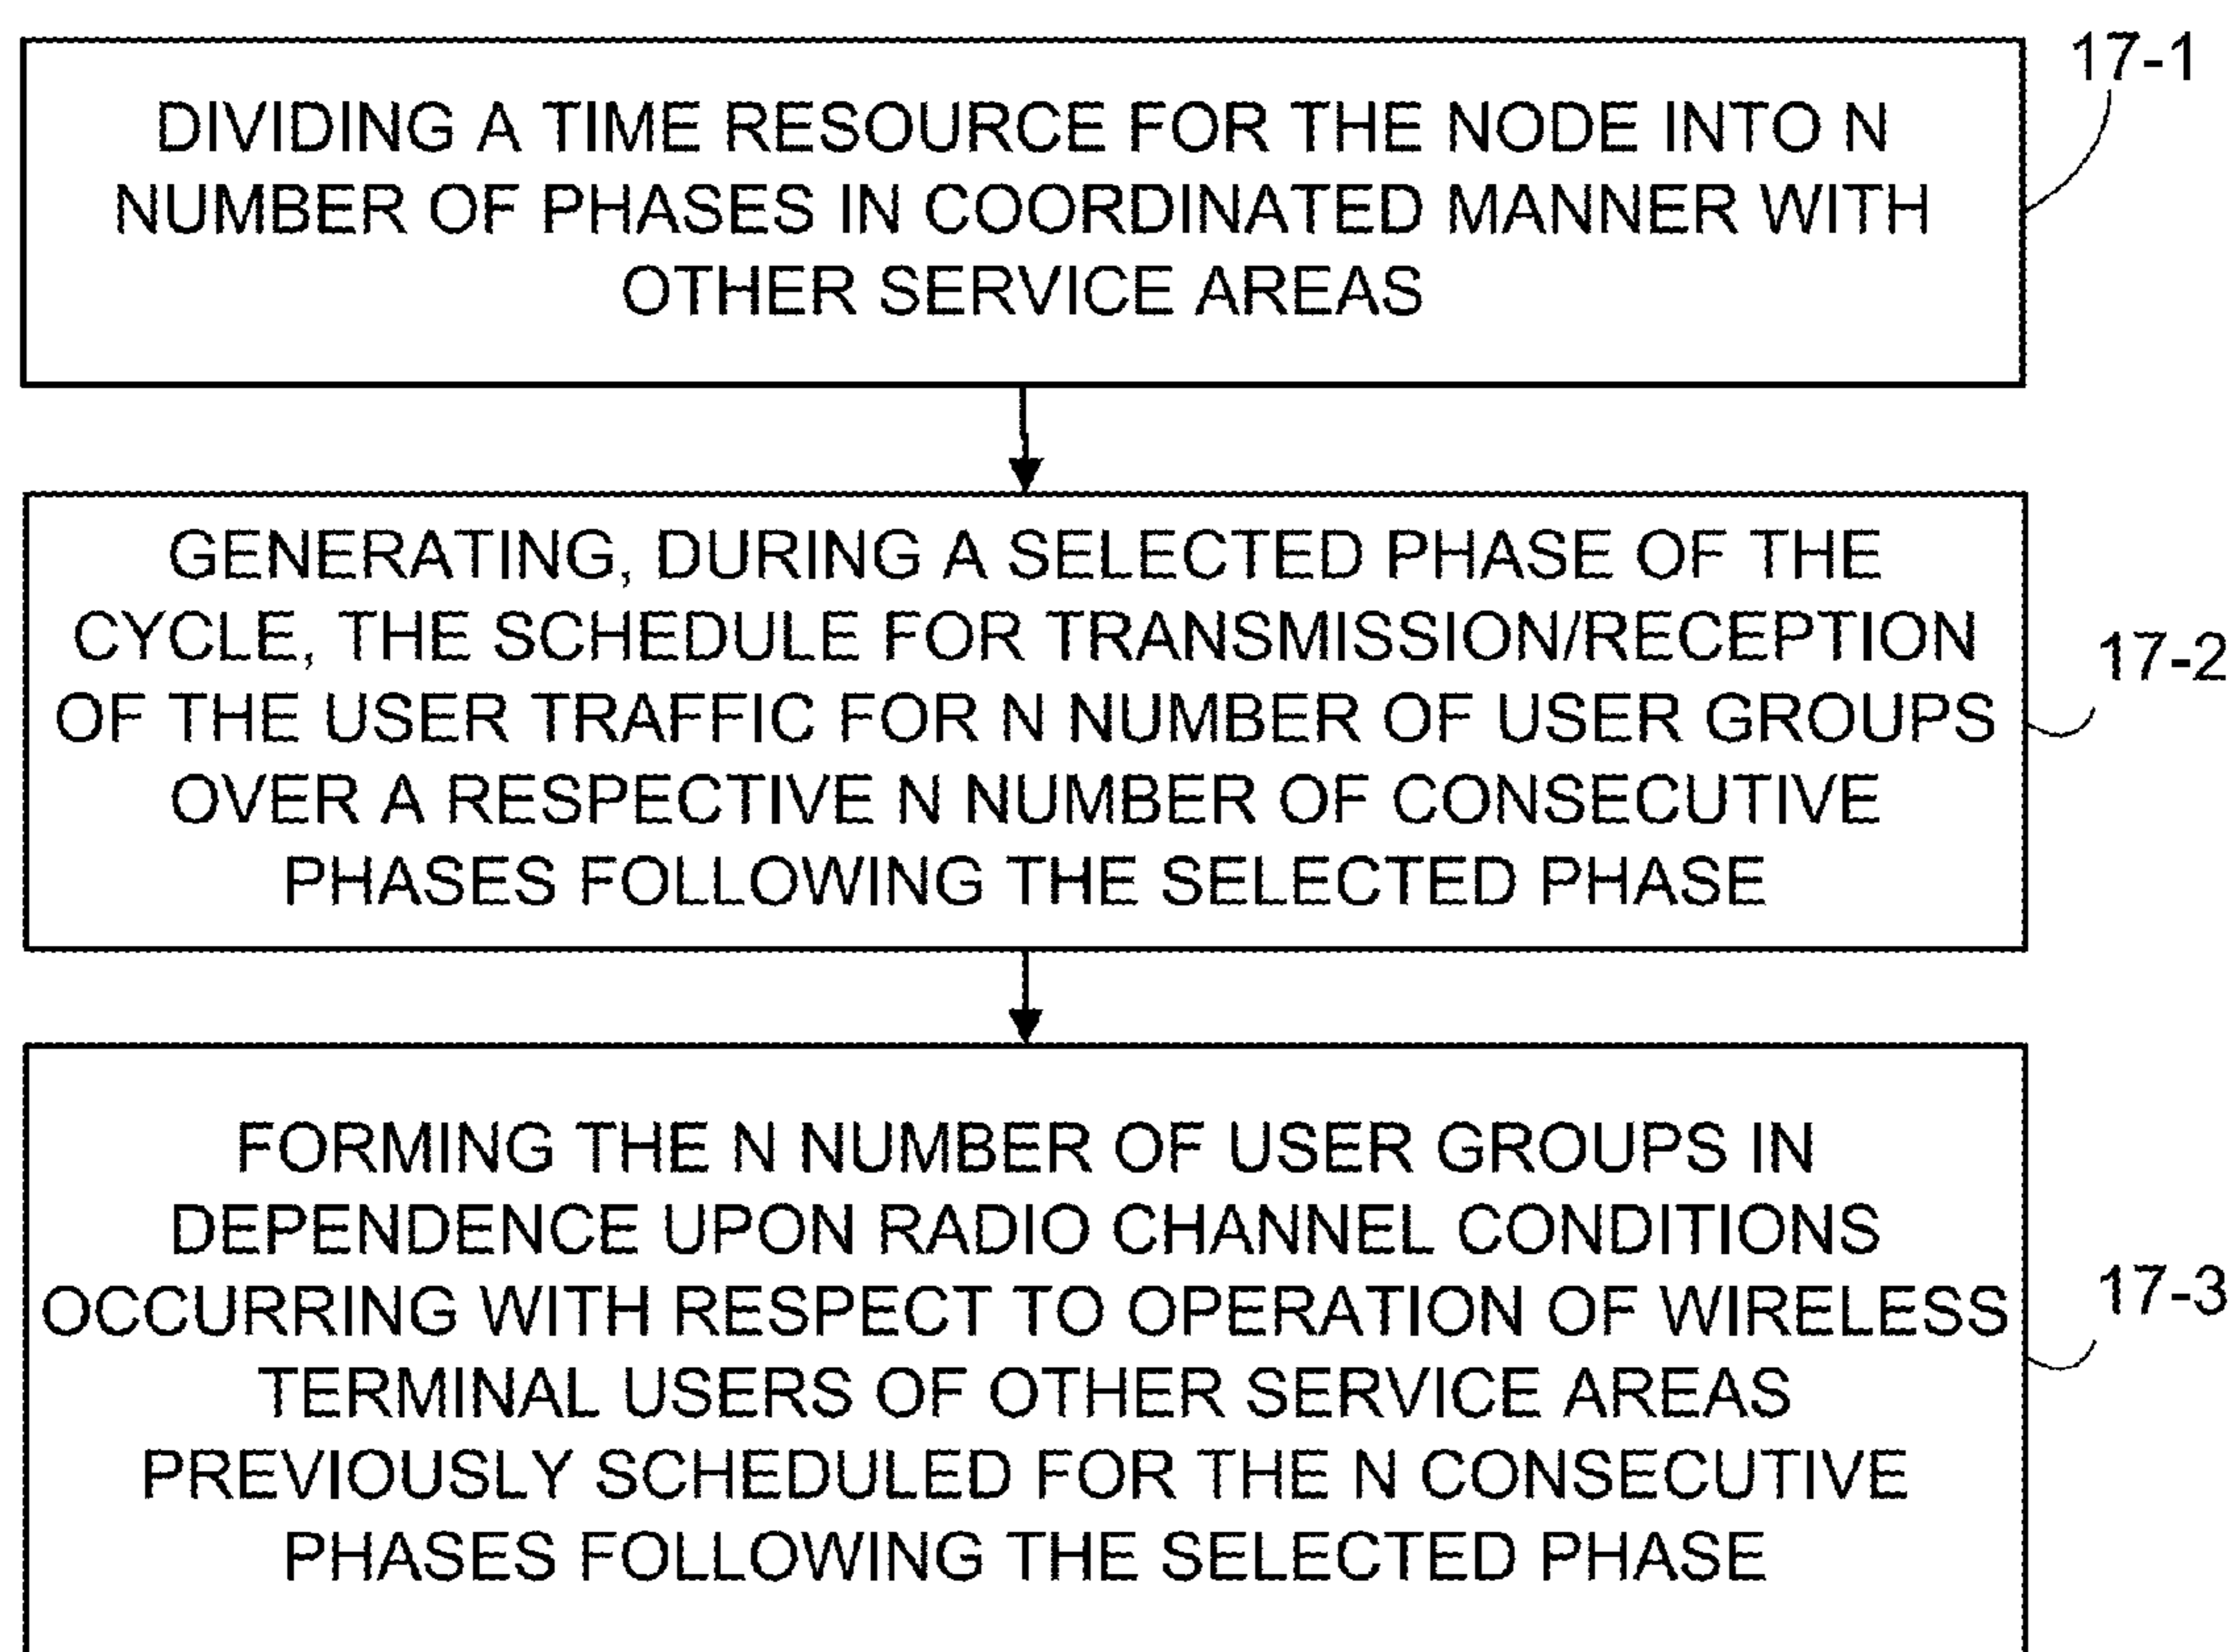 17-1
DIVIDING A TIME RESOURCE FOR THE NODE INTO N
NUMBER OF PHASES IN COORDINATED MANNER WITH
OTHER SERVICE AREAS
GENERATING, DURING A SELECTED PHASE OF THE
CYCLE, THE SCHEDULE FOR TRANSMISSION/RECEPTION
OF THE USER TRAFFIC FOR N NUMBER OF USER GROUPS
OVER A RESPECTIVE N NUMBER OF CONSECUTIVE
PHASES FOLLOWING THE SELECTED PHASE
17-2
FORMING THE N NUMBER OF USER GROUPS IN
DEPENDENCE UPON RADIO CHANNEL CONDITIONS
OCCURRING WITH RESPECT TO OPERATION OF WIRELESS
TERMINAL USERS OF OTHER SERVICE AREAS
PREVIOUSLY SCHEDULED FOR THE N CONSECUTIVE
PHASES FOLLOWING THE SELECTED PHASE
17-3